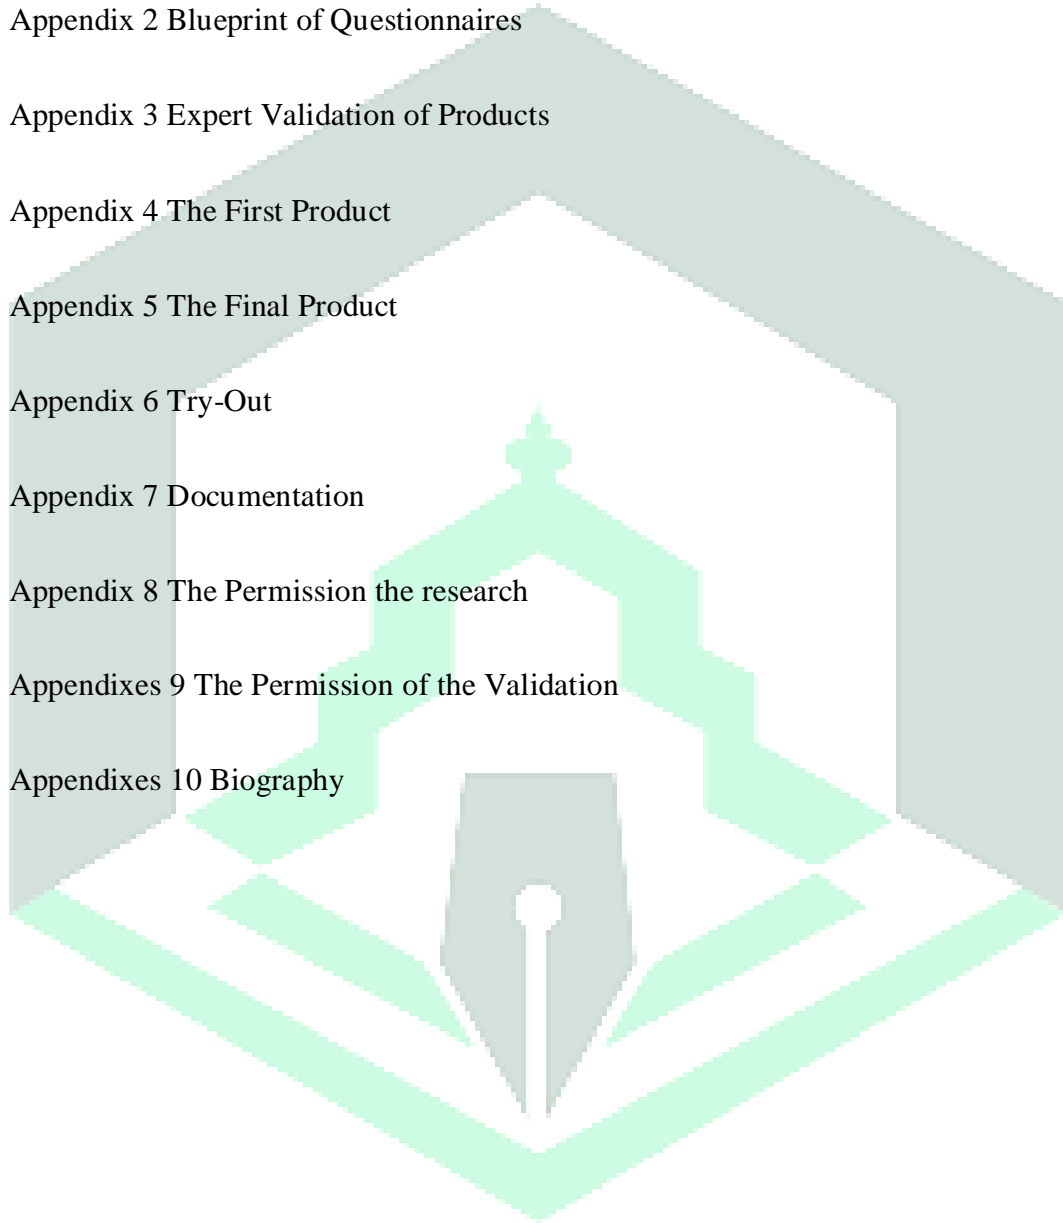 Appendix 2 Blueprint of Questionnaires
Appendix 3 Expert Validation of Products
Appendix 4 The First Product
Appendix 5 The Final Product
Appendix 6 Try-Out
Appendix 7 Documentation
Appendix 8 The Permission the research
Appendixes 9 The Permission of the Validation
Appendixes 10 Biography